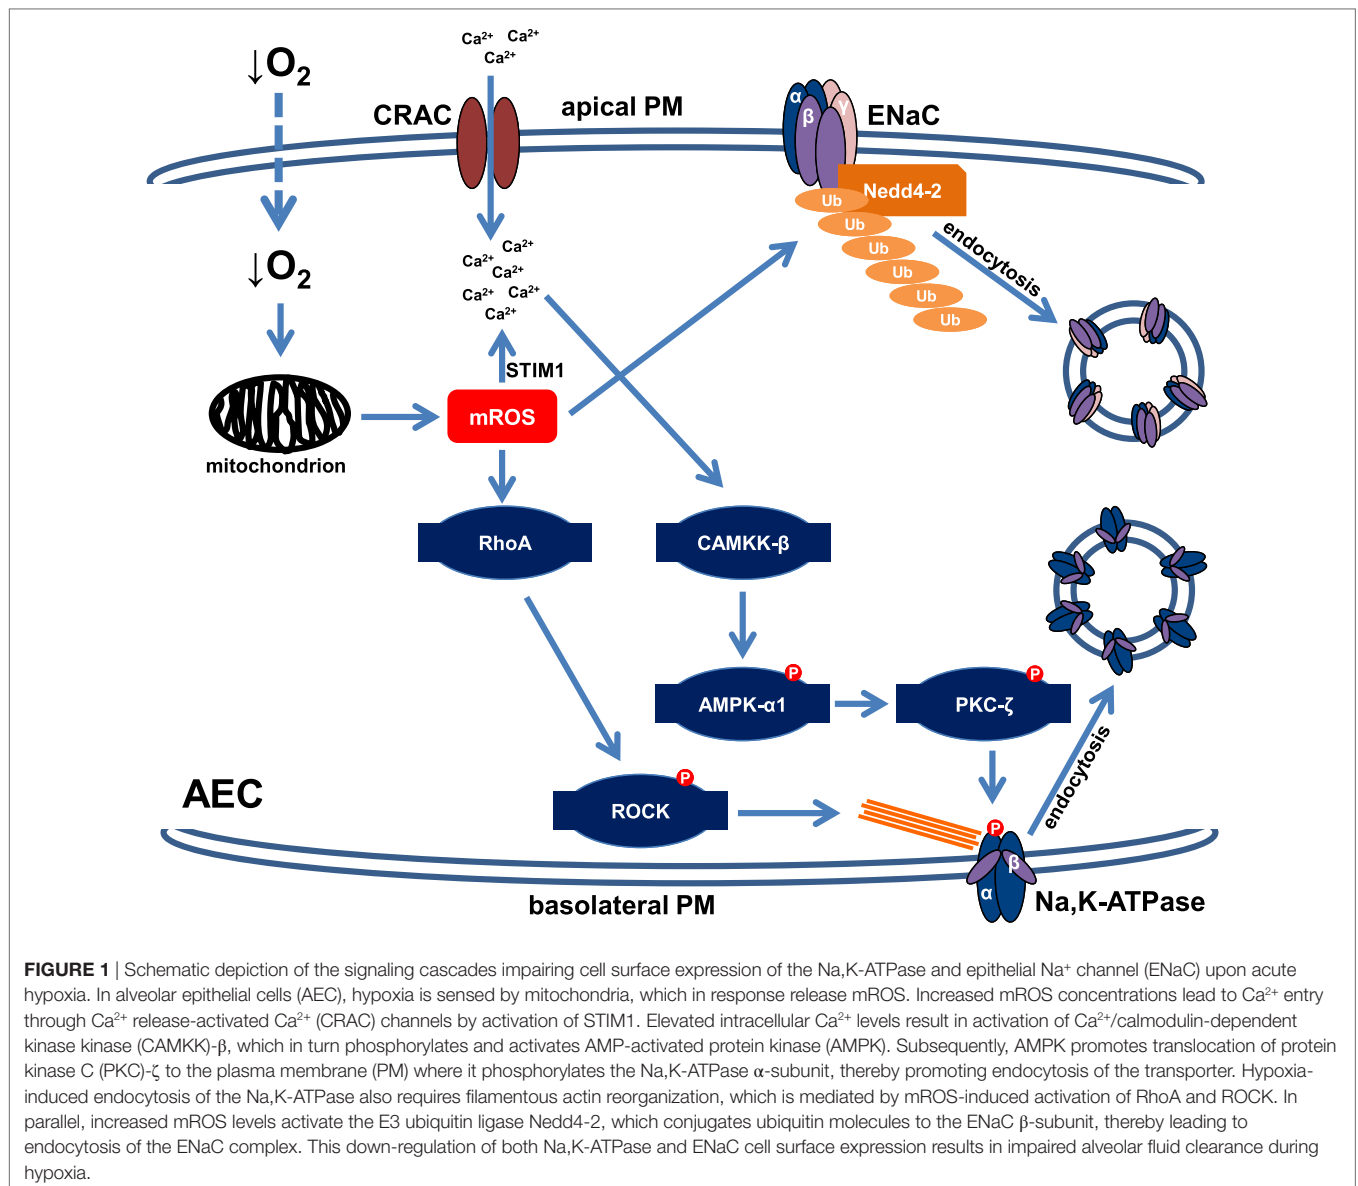 Ca²⁺ Ca²⁺
Ca²⁺
↓O₂
CRAC
apical PM
α
β
γ
ENaC
Nedd4-2
Ub
Ub
Ub
Ub
Ub
Ub
endocytosis
↓O₂
Ca²⁺
Ca²⁺
Ca²⁺
Ca²⁺ Ca²⁺
Ca²⁺
STIM1
mROS
mitochondrion
RhoA
CAMKK-β
P
AMPK-α1
P
PKC-ζ
endocytosis
AEC
P
ROCK
P
β
α
Na,K-ATPase
basolateral PM
FIGURE 1 | Schematic depiction of the signaling cascades impairing cell surface expression of the Na,K-ATPase and epithelial Na⁺ channel (ENaC) upon acute
hypoxia. In alveolar epithelial cells (AEC), hypoxia is sensed by mitochondria, which in response release mROS. Increased mROS concentrations lead to Ca²⁺ entry
through Ca²⁺ release-activated Ca²⁺ (CRAC) channels by activation of STIM1. Elevated intracellular Ca²⁺ levels result in activation of Ca²⁺/calmodulin-dependent
kinase kinase (CAMKK)-β, which in turn phosphorylates and activates AMP-activated protein kinase (AMPK). Subsequently, AMPK promotes translocation of protein
kinase C (PKC)-ζ to the plasma membrane (PM) where it phosphorylates the Na,K-ATPase α-subunit, thereby promoting endocytosis of the transporter. Hypoxia-
induced endocytosis of the Na,K-ATPase also requires filamentous actin reorganization, which is mediated by mROS-induced activation of RhoA and ROCK. In
parallel, increased mROS levels activate the E3 ubiquitin ligase Nedd4-2, which conjugates ubiquitin molecules to the ENaC β-subunit, thereby leading to
endocytosis of the ENaC complex. This down-regulation of both Na,K-ATPase and ENaC cell surface expression results in impaired alveolar fluid clearance during
hypoxia.